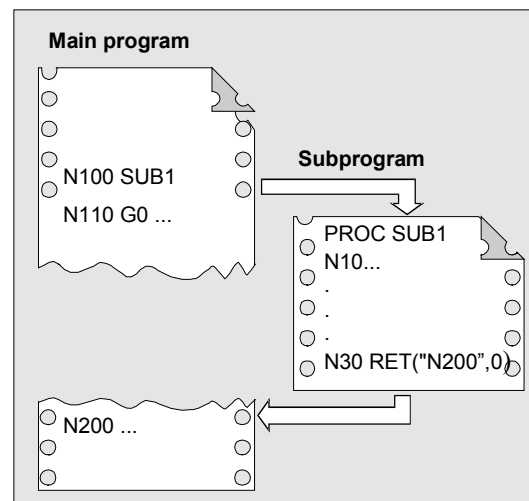 Main program
N100 SUB1
N110 G0 ...
Subprogram
PROC SUB1
N10...
.
.
.
N30 RET("N200”,0)
N200 ...